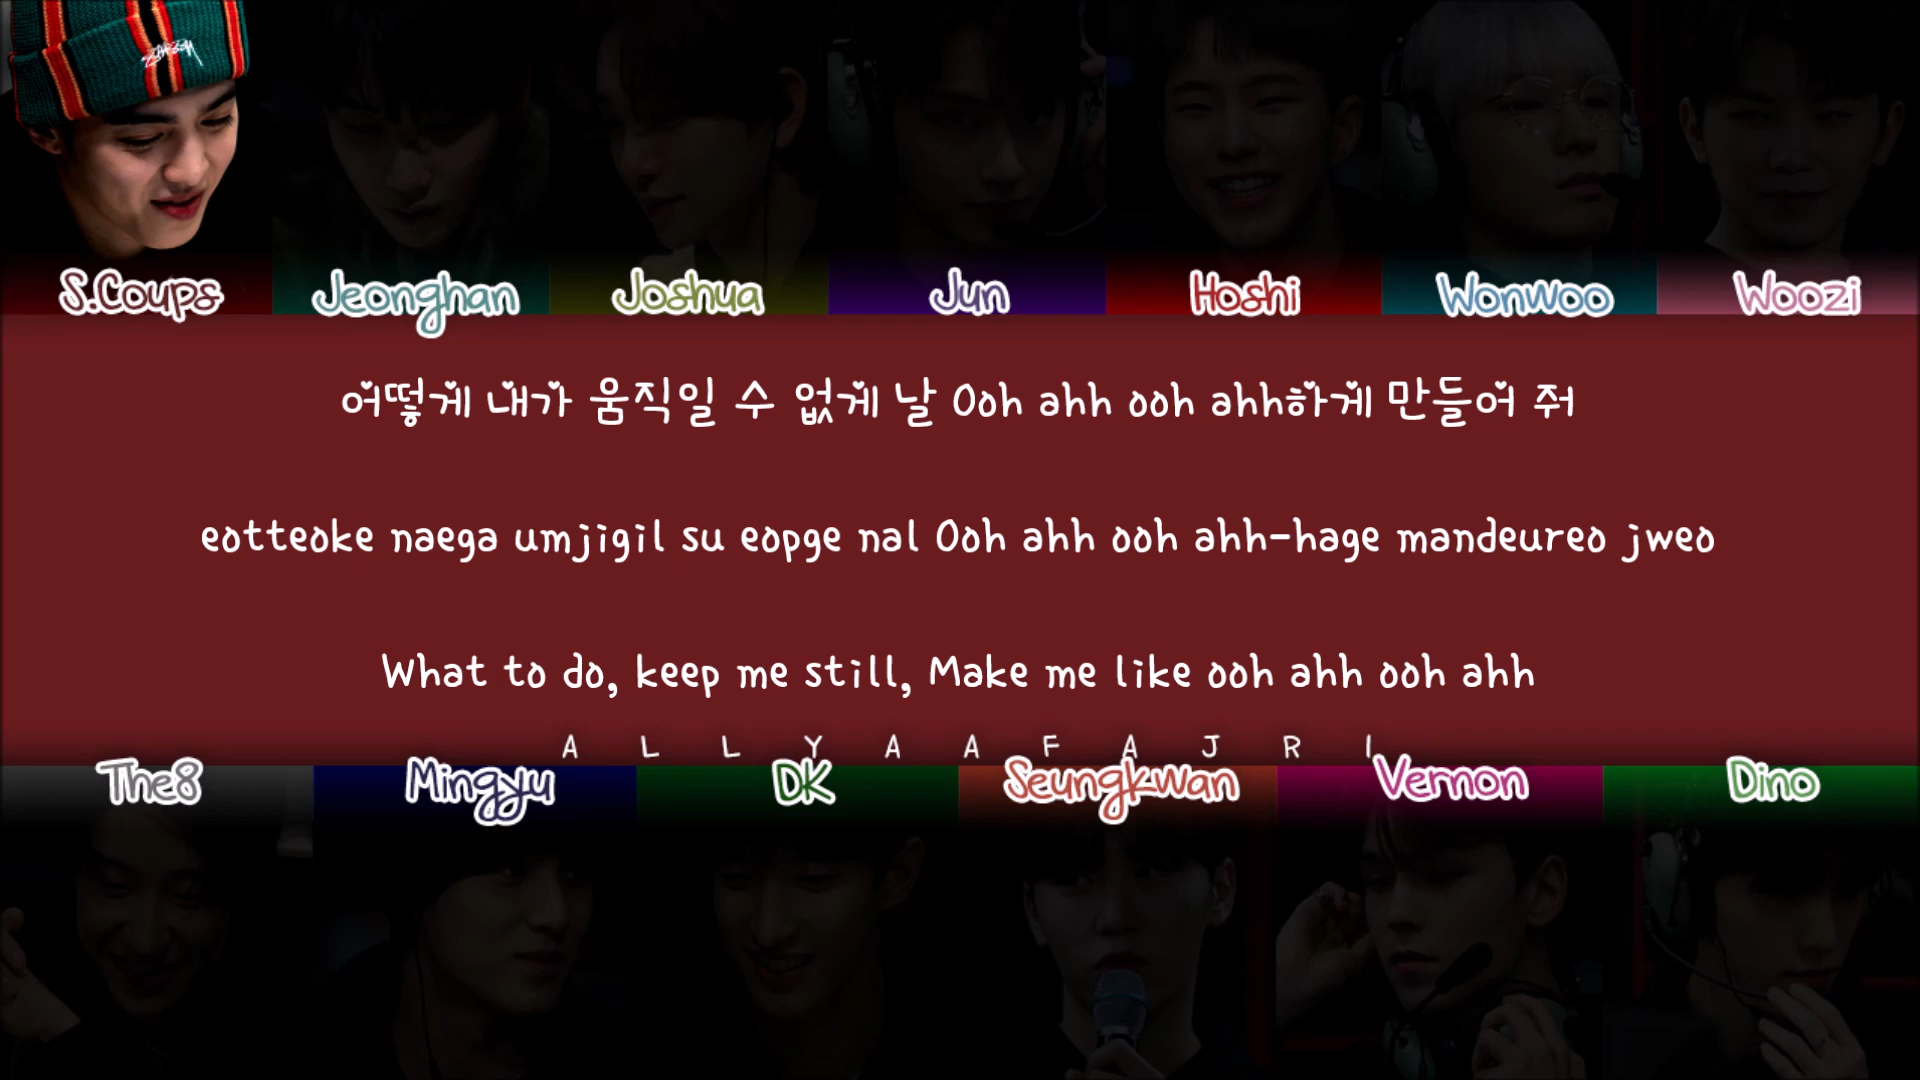 STUSSY
S.Coups Jeonghan Joshua Jun Hoshi Wonwoo Woozi
어떻게 내가 움직일 수 없게 날 Ooh ahh ooh ahh하게 만들어 줘
eotteoke naega umjigil su eopge nal Ooh ahh ooh ahh-hage mandeureo jweo
What to do, keep me still, Make me like ooh ahh ooh ahh
A L L Y A A F A J R I
The8 Mingyu DK Seungkwan Vernon Dino